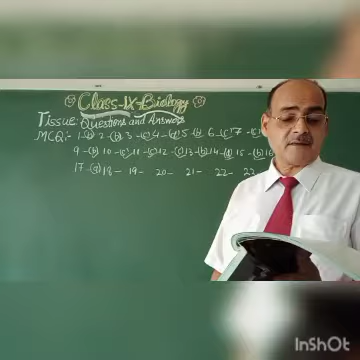 Class-IX-Biology
Tissue: Questions and Answers
MCQ:- 1-(b) 2-(b) 3-(c) 4-(d) 5-(b) 6-(c) 7-
9-(b) 10-(c) 11-(c) 12-(c) 13-(b) 14-(a) 15-(b) 16
17-(a) 18- 19- 20- 21- 22- 23
InShOt